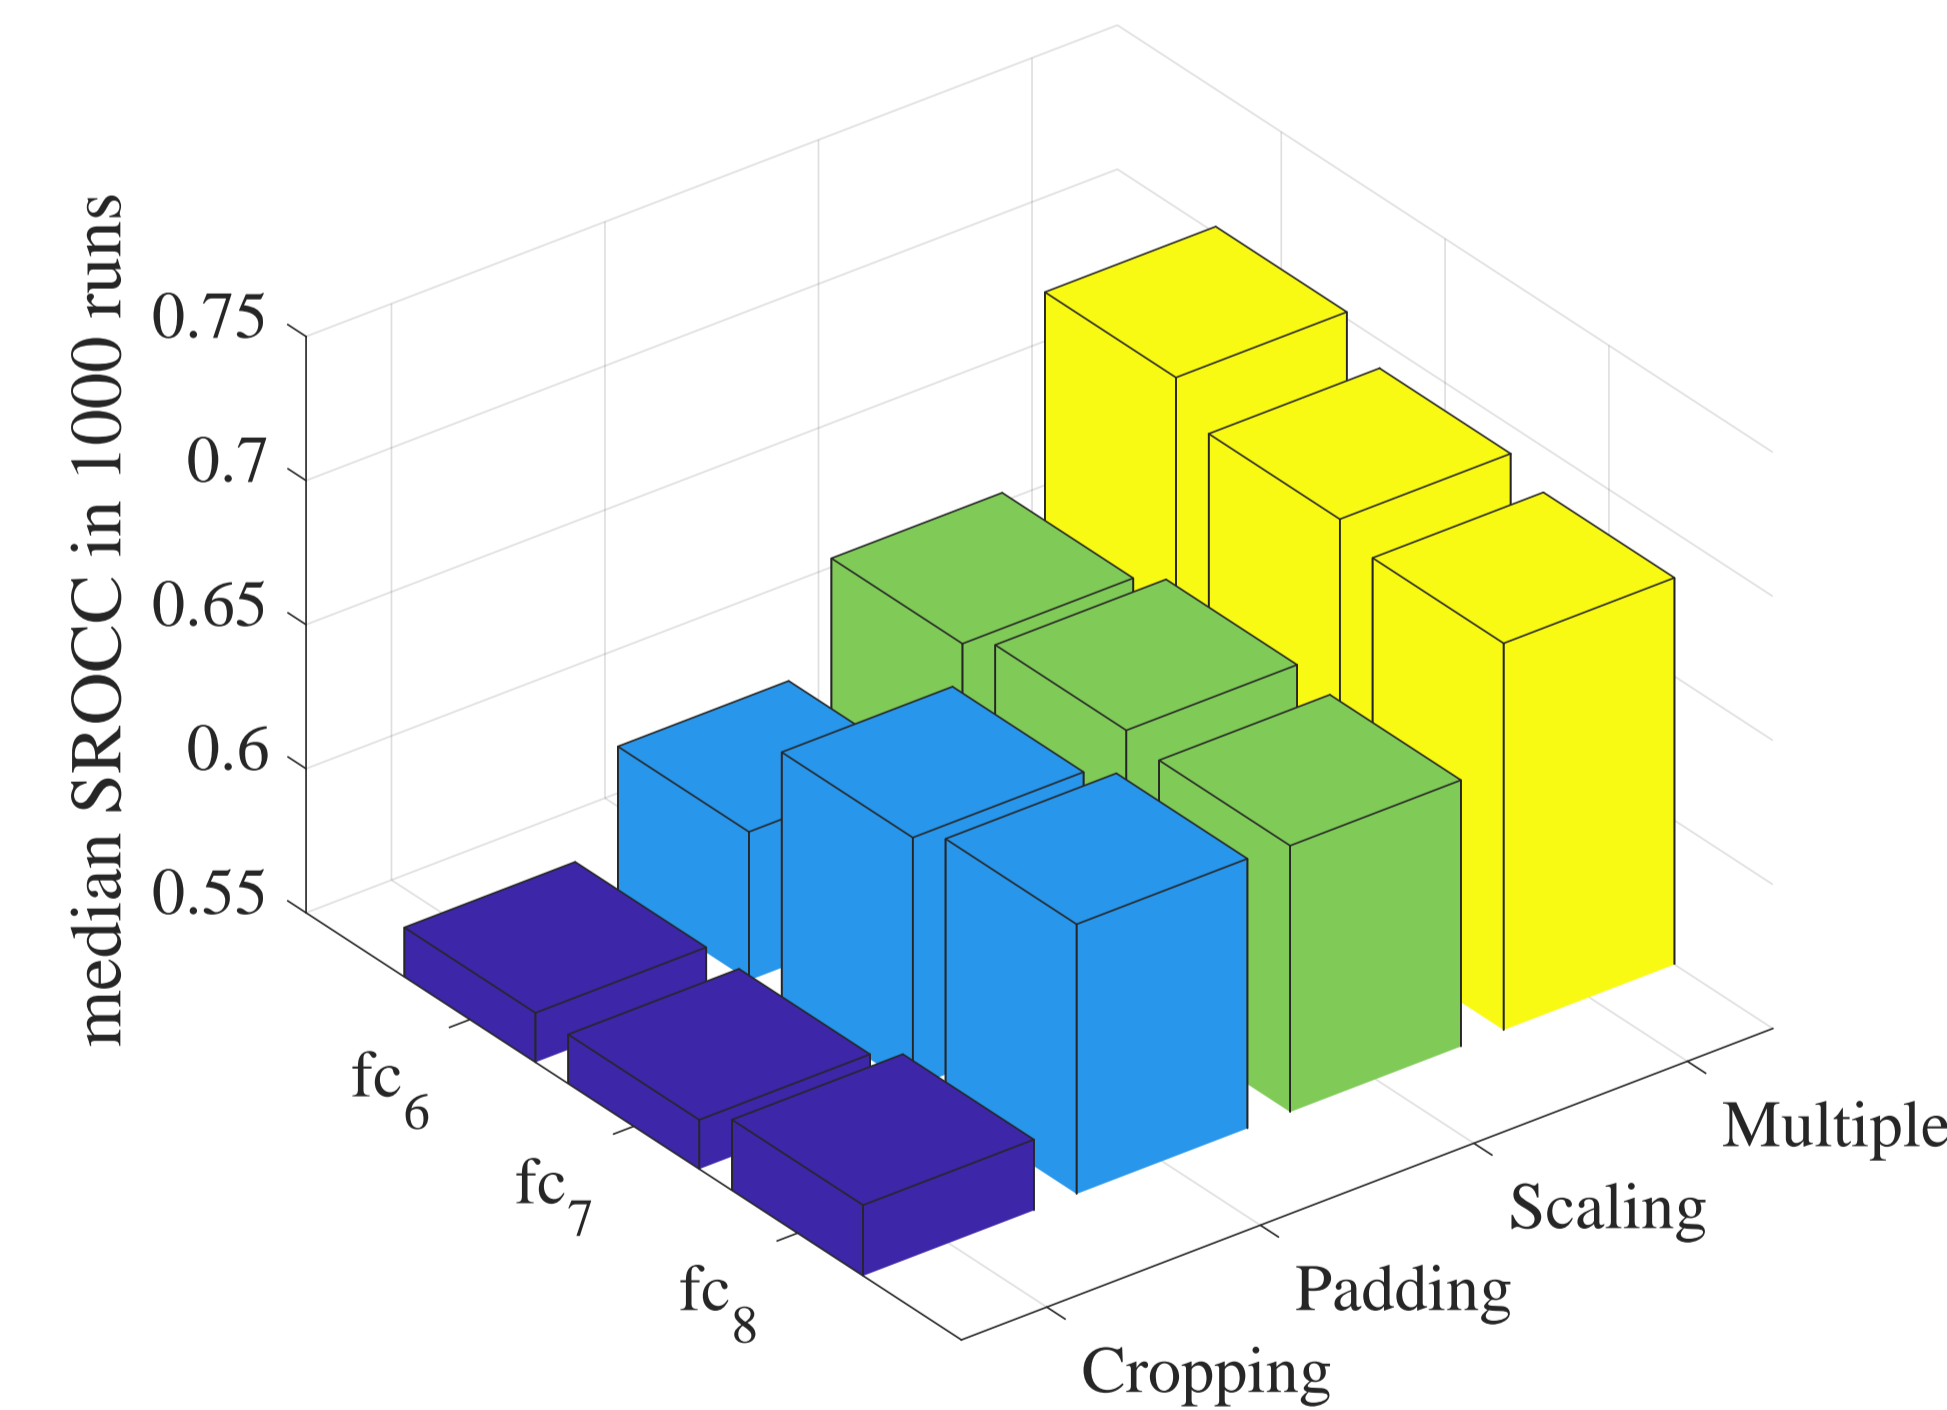 median SROCC in 1000 runs
0.75
0.7
0.65
0.6
0.55
fc6
fc7
fc8
Cropping
Padding
Scaling
Multiple